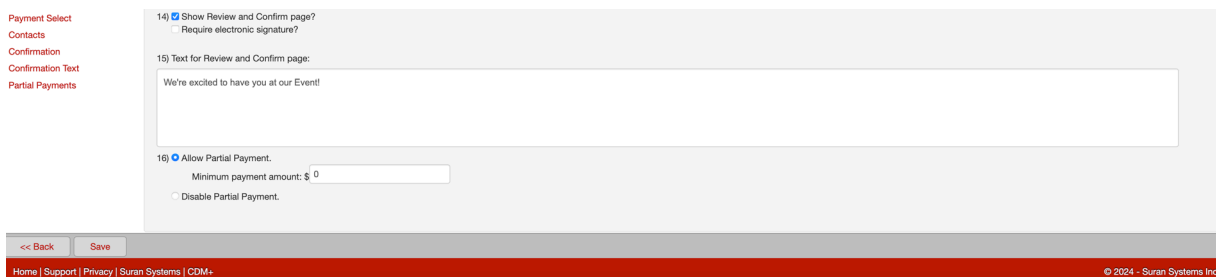 Payment Select
Contacts
Confirmation
Confirmation Text
Partial Payments
14) Show Review and Confirm page?
Require electronic signature?
15) Text for Review and Confirm page:
We're excited to have you at our Event!
16) Allow Partial Payment.
Minimum payment amount: $ 0
Disable Partial Payment.
<< Back Save
Home | Support | Privacy | Suran Systems | CDM+ © 2024 - Suran Systems Inc